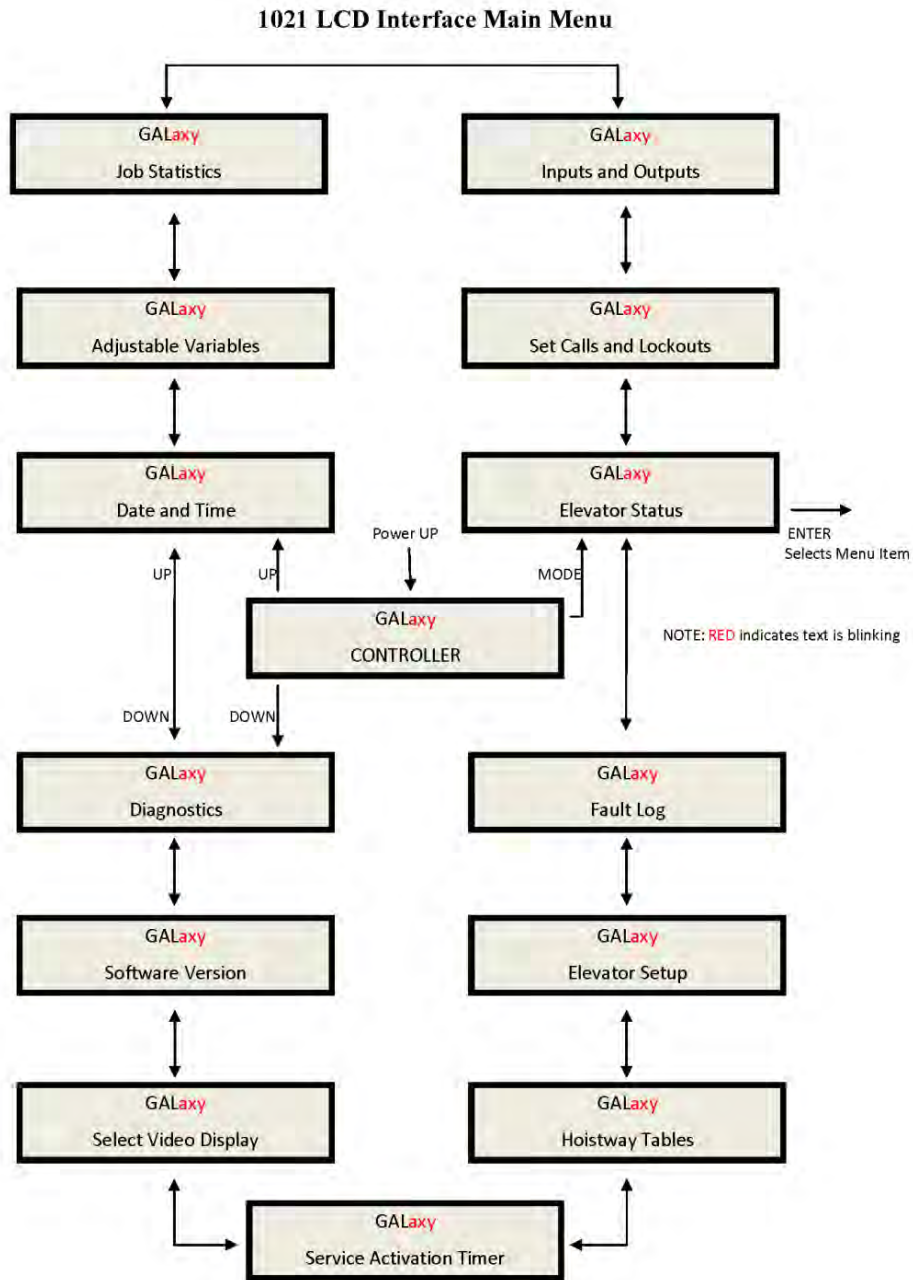 1021 LCD Interface Main Menu
GALaxy
Job Statistics
GALaxy
Inputs and Outputs
GALaxy
Adjustable Variables
GALaxy
Set Calls and Lockouts
GALaxy
Date and Time
GALaxy
Elevator Status
ENTER
Selects Menu Item
Power UP
UP
UP
MODE
GALaxy
CONTROLLER
NOTE: RED indicates text is blinking
DOWN
DOWN
GALaxy
Diagnostics
GALaxy
Fault Log
GALaxy
Software Version
GALaxy
Elevator Setup
GALaxy
Select Video Display
GALaxy
Hoistway Tables
GALaxy
Service Activation Timer